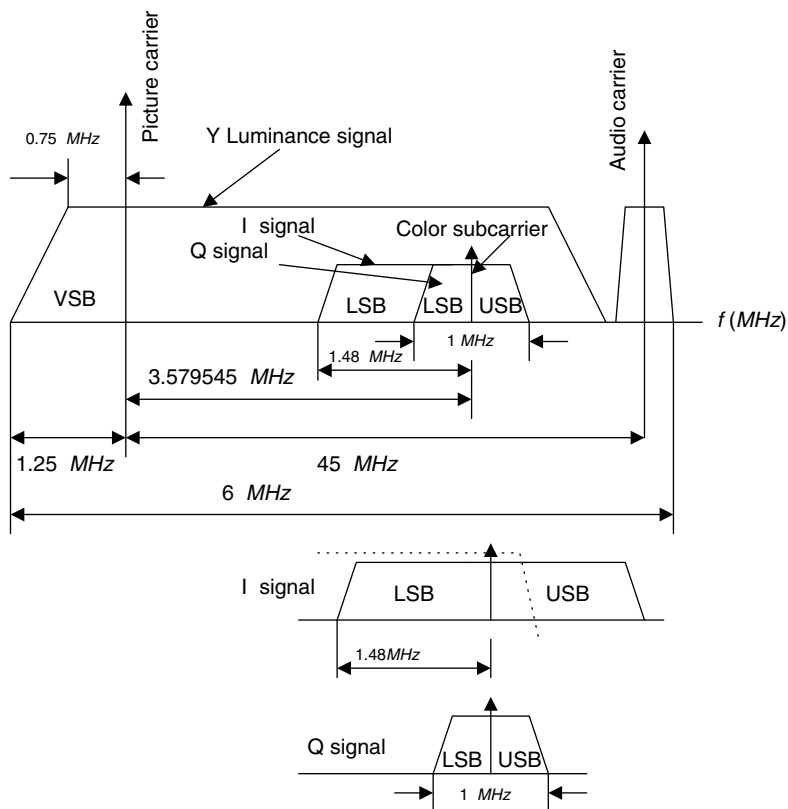 Picture carrier
Audio carrier
0.75 MHz
Y Luminance signal
I signal
Q signal
Color subcarrier
VSB
LSB
LSB
USB
f (MHz)
1 MHz
1.48 MHz
3.579545 MHz
1.25 MHz
45 MHz
6 MHz
I signal
LSB
USB
1.48MHz
Q signal
LSB
USB
1 MHz